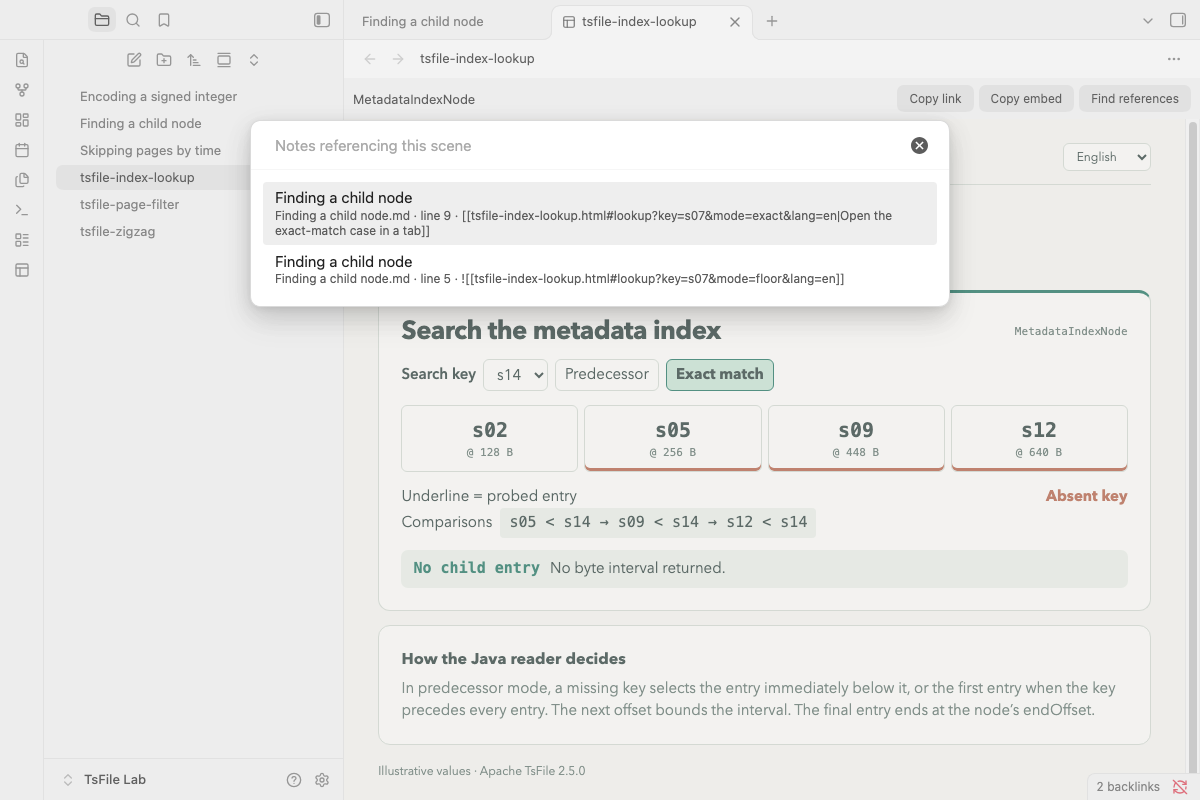 Finding a child node
tsfile-index-lookup
tsfile-index-lookup
Encoding a signed integer
Finding a child node
Skipping pages by time
tsfile-index-lookup
tsfile-page-filter
tsfile-zigzag
MetadataIndexNode
Copy link
Copy embed
Find references
Notes referencing this scene
Finding a child node
Finding a child node.md · line 9 · [[tsfile-index-lookup.html#lookup?key=s07&mode=exact&lang=en|Open the
exact-match case in a tab]]
Finding a child node
Finding a child node.md · line 5 · ![[tsfile-index-lookup.html#lookup?key=s07&mode=floor&lang=en]]
English
Search the metadata index
MetadataIndexNode
Search key
s14
Predecessor
Exact match
s02
@ 128 B
s05
@ 256 B
s09
@ 448 B
s12
@ 640 B
Underline = probed entry
Absent key
Comparisons s05 < s14 → s09 < s14 → s12 < s14
No child entry No byte interval returned.
How the Java reader decides
In predecessor mode, a missing key selects the entry immediately below it, or the first entry when the key
precedes every entry. The next offset bounds the interval. The final entry ends at the node’s endOffset.
Illustrative values · Apache TsFile 2.5.0
TsFile Lab
2 backlinks